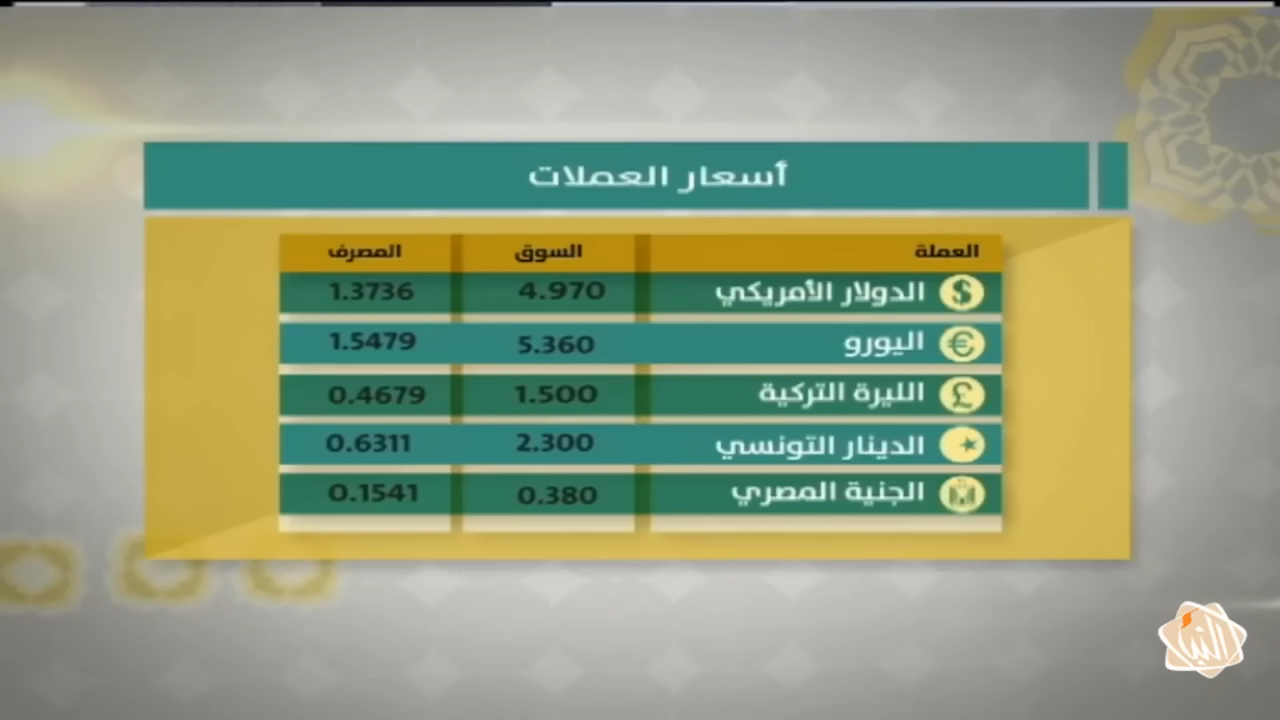 أسعار العملات
العملة السوق المصرف
$ الدولار الأمريكي 4.970 1.3736
€ اليورو 5.360 1.5479
£ الليرة التركية 1.500 0.4679
الدينار التونسي 2.300 0.6311
الجنية المصري 0.380 0.1541
النبأ